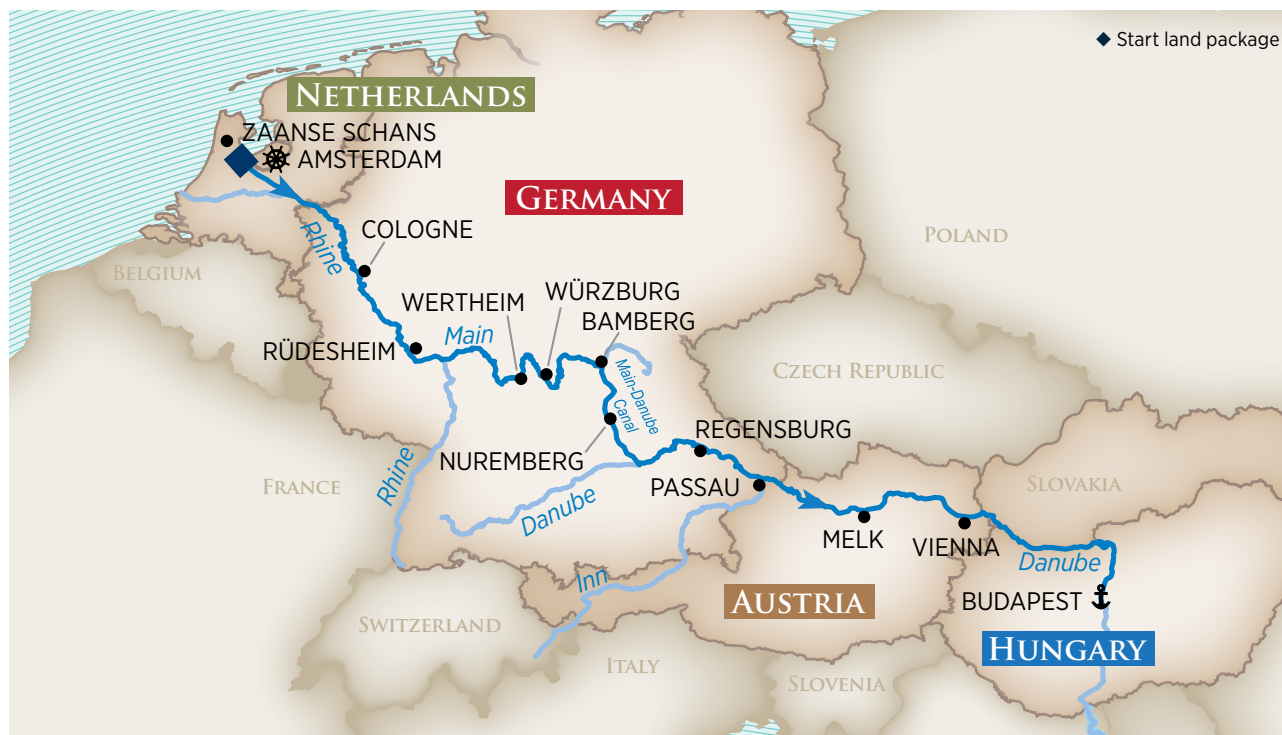 Start land package
NETHERLANDS
ZAANSE SCHANS
AMSTERDAM
GERMANY
POLAND
Rhine
COLOGNE
BELGIUM
WERTHEIM
WÜRZBURG
BAMBERG
RÜDESHEIM
Main
Main-Danube
Canal
CZECH REPUBLIC
REGENSBURG
NUREMBERG
FRANCE
Rhine
Danube
PASSAU
SLOVAKIA
MELK
VIENNA
Danube
Inn
AUSTRIA
BUDAPEST
SWITZERLAND
HUNGARY
ITALY
SLOVENIA